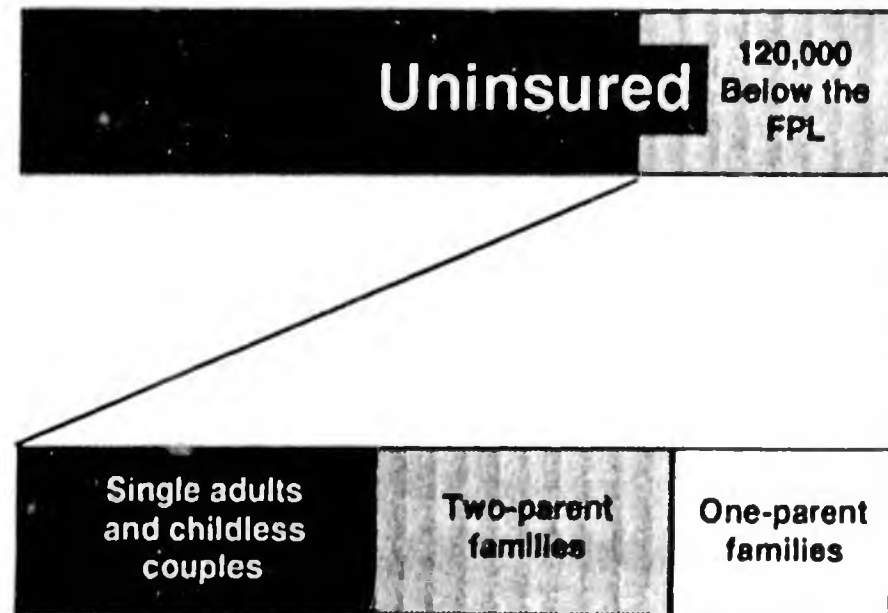 Uninsured
120,000
Below the
FPL
Single adults
and childless
couples
Two-parent
families
One-parent
families